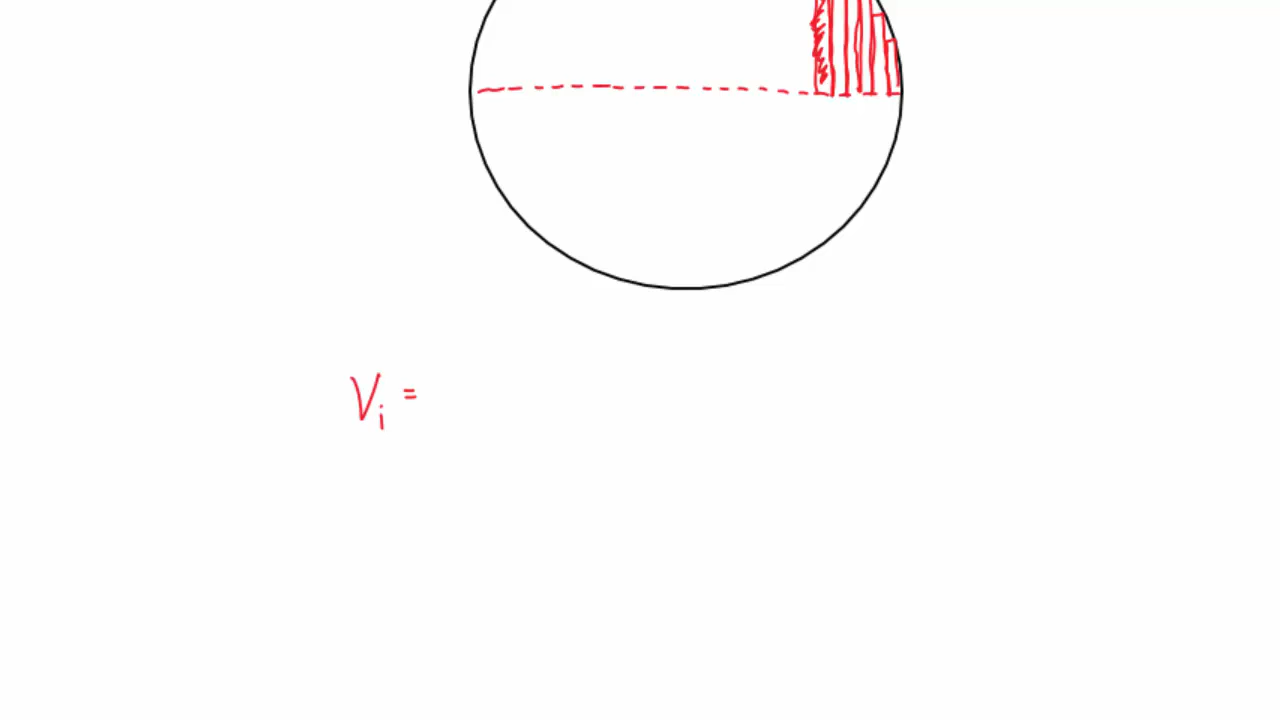 Vi =